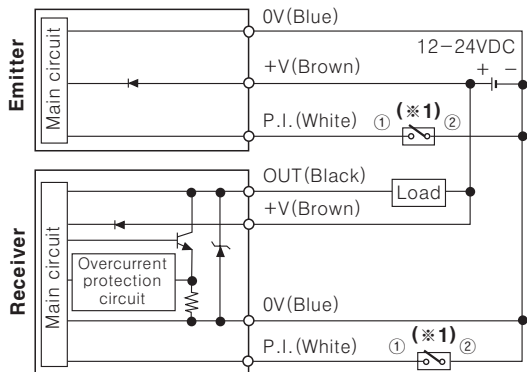 Emitter
Main circuit
0V(Blue)
12-24VDC
+V(Brown)
+ -
P.I.(White)
① (※1) ②
Receiver
Main circuit
OUT(Black)
Load
+V(Brown)
Overcurrent
protection
circuit
0V(Blue)
P.I.(White)
① (※1) ②